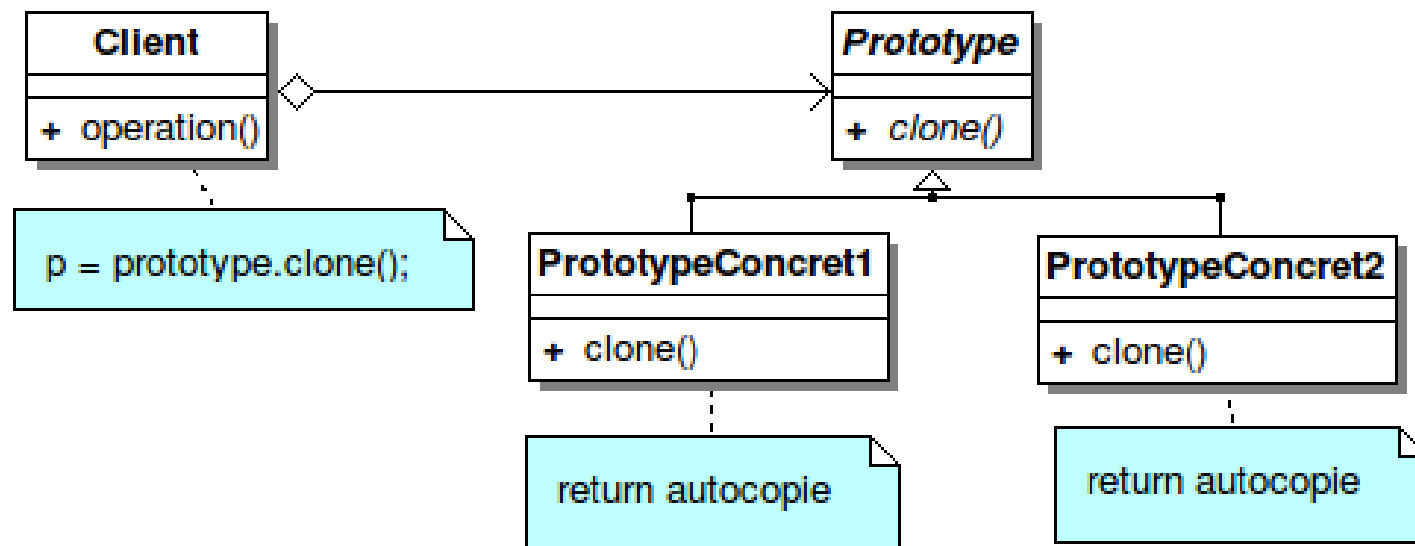 Client
+ operation()
p = prototype.clone();
Prototype
+ clone()
PrototypeConcret1
+ clone()
return autocopie
PrototypeConcret2
+ clone()
return autocopie